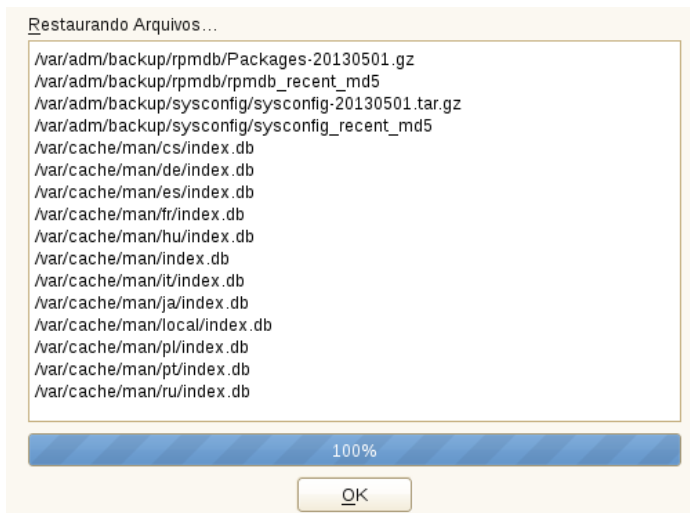 Restaurando Arquivos...
/var/adm/backup/rpmdb/Packages-20130501.gz
/var/adm/backup/rpmdb/rpmdb_recent_md5
/var/adm/backup/sysconfig/sysconfig-20130501.tar.gz
/var/adm/backup/sysconfig/sysconfig_recent_md5
/var/cache/man/cs/index.db
/var/cache/man/de/index.db
/var/cache/man/es/index.db
/var/cache/man/fr/index.db
/var/cache/man/hu/index.db
/var/cache/man/index.db
/var/cache/man/it/index.db
/var/cache/man/ja/index.db
/var/cache/man/local/index.db
/var/cache/man/pl/index.db
/var/cache/man/pt/index.db
/var/cache/man/ru/index.db
100%
OK